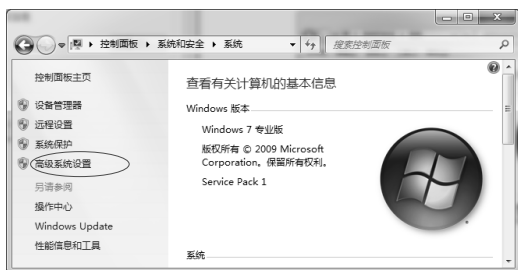 控制面板 ▸ 系统和安全 ▸ 系统
搜索控制面板
控制面板主页
设备管理器
远程设置
系统保护
高级系统设置
另请参阅
操作中心
Windows Update
性能信息和工具
查看有关计算机的基本信息
Windows 版本
Windows 7 专业版
版权所有 © 2009 Microsoft
Corporation。保留所有权利。
Service Pack 1
系统